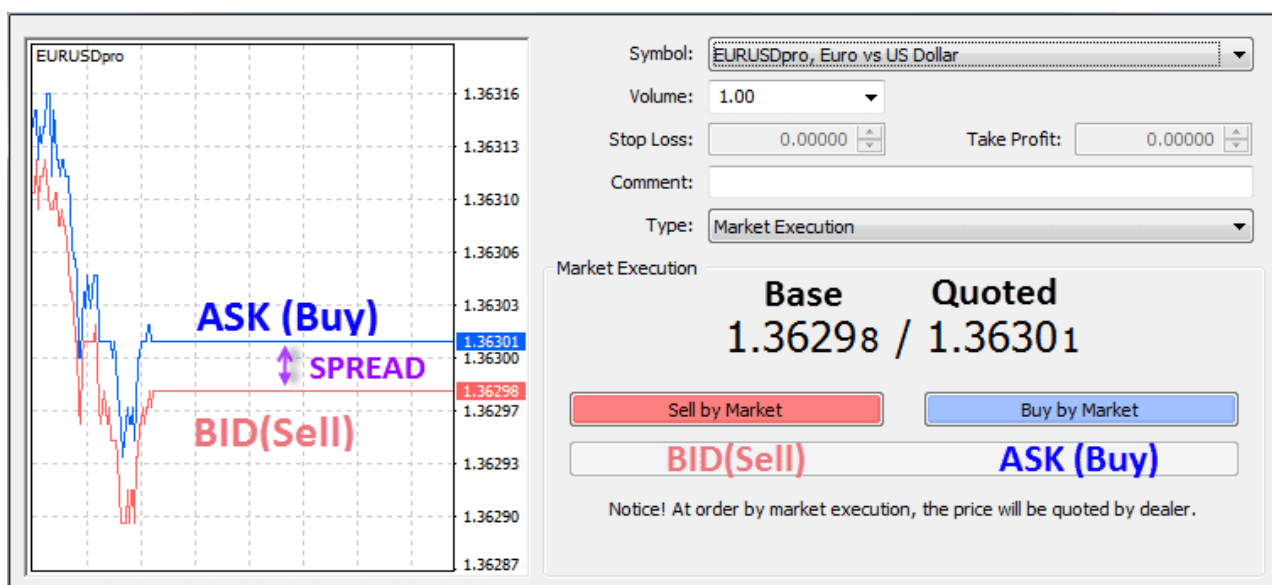 EURUSDpro
1.36316
1.36313
1.36310
1.36306
1.36303
1.36301
1.36300
1.36298
1.36297
1.36293
1.36290
1.36287
ASK (Buy)
SPREAD
BID(Sell)
Symbol: EURUSDpro, Euro vs US Dollar
Volume: 1.00
Stop Loss: 0.00000 Take Profit: 0.00000
Comment:
Type: Market Execution
Market Execution
Base Quoted
1.36298 / 1.36301
Sell by Market Buy by Market
BID(Sell) ASK (Buy)
Notice! At order by market execution, the price will be quoted by dealer.